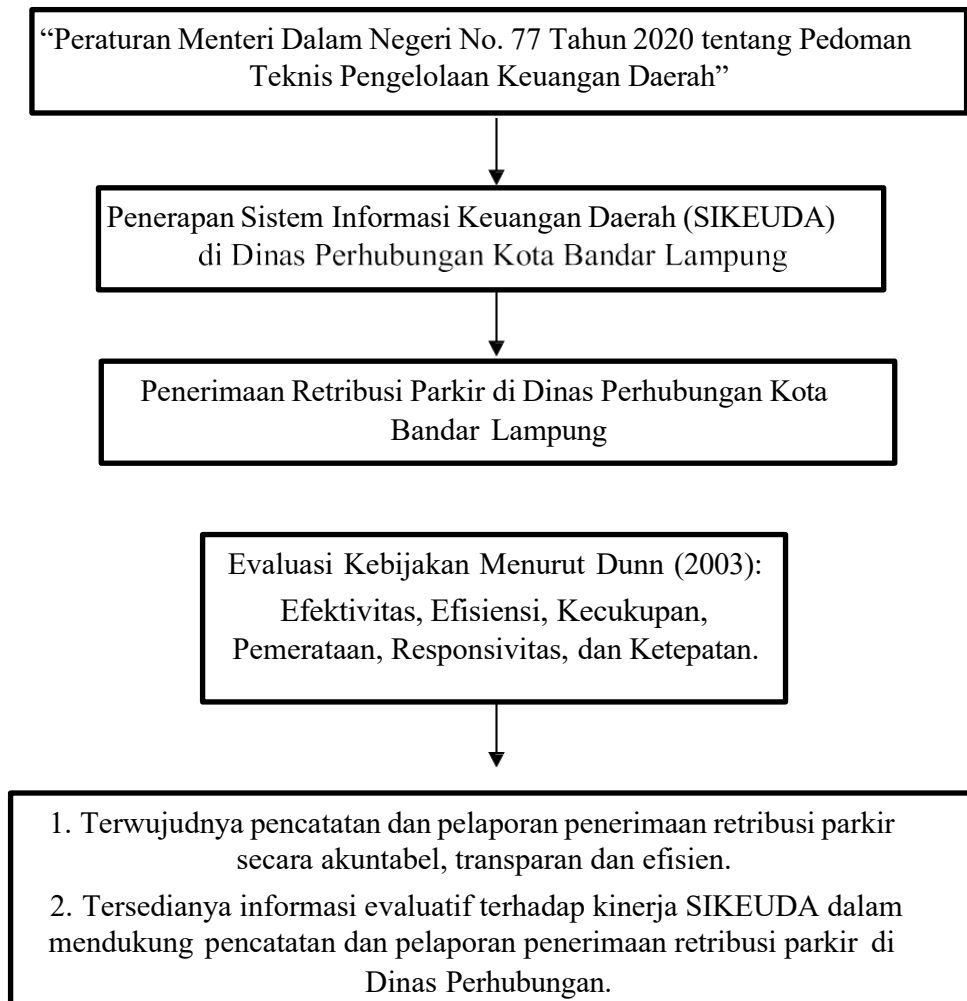 “Peraturan Menteri Dalam Negeri No. 77 Tahun 2020 tentang Pedoman
Teknis Pengelolaan Keuangan Daerah”
Penerapan Sistem Informasi Keuangan Daerah (SIKEUDA)
di Dinas Perhubungan Kota Bandar Lampung
Penerimaan Retribusi Parkir di Dinas Perhubungan Kota
Bandar Lampung
Evaluasi Kebijakan Menurut Dunn (2003):
Efektivitas, Efisiensi, Kecukupan,
Pemerataan, Responsivitas, dan Ketepatan.
1. Terwujudnya pencatatan dan pelaporan penerimaan retribusi parkir
secara akuntabel, transparan dan efisien.
2. Tersedianya informasi evaluatif terhadap kinerja SIKEUDA dalam
mendukung pencatatan dan pelaporan penerimaan retribusi parkir di
Dinas Perhubungan.